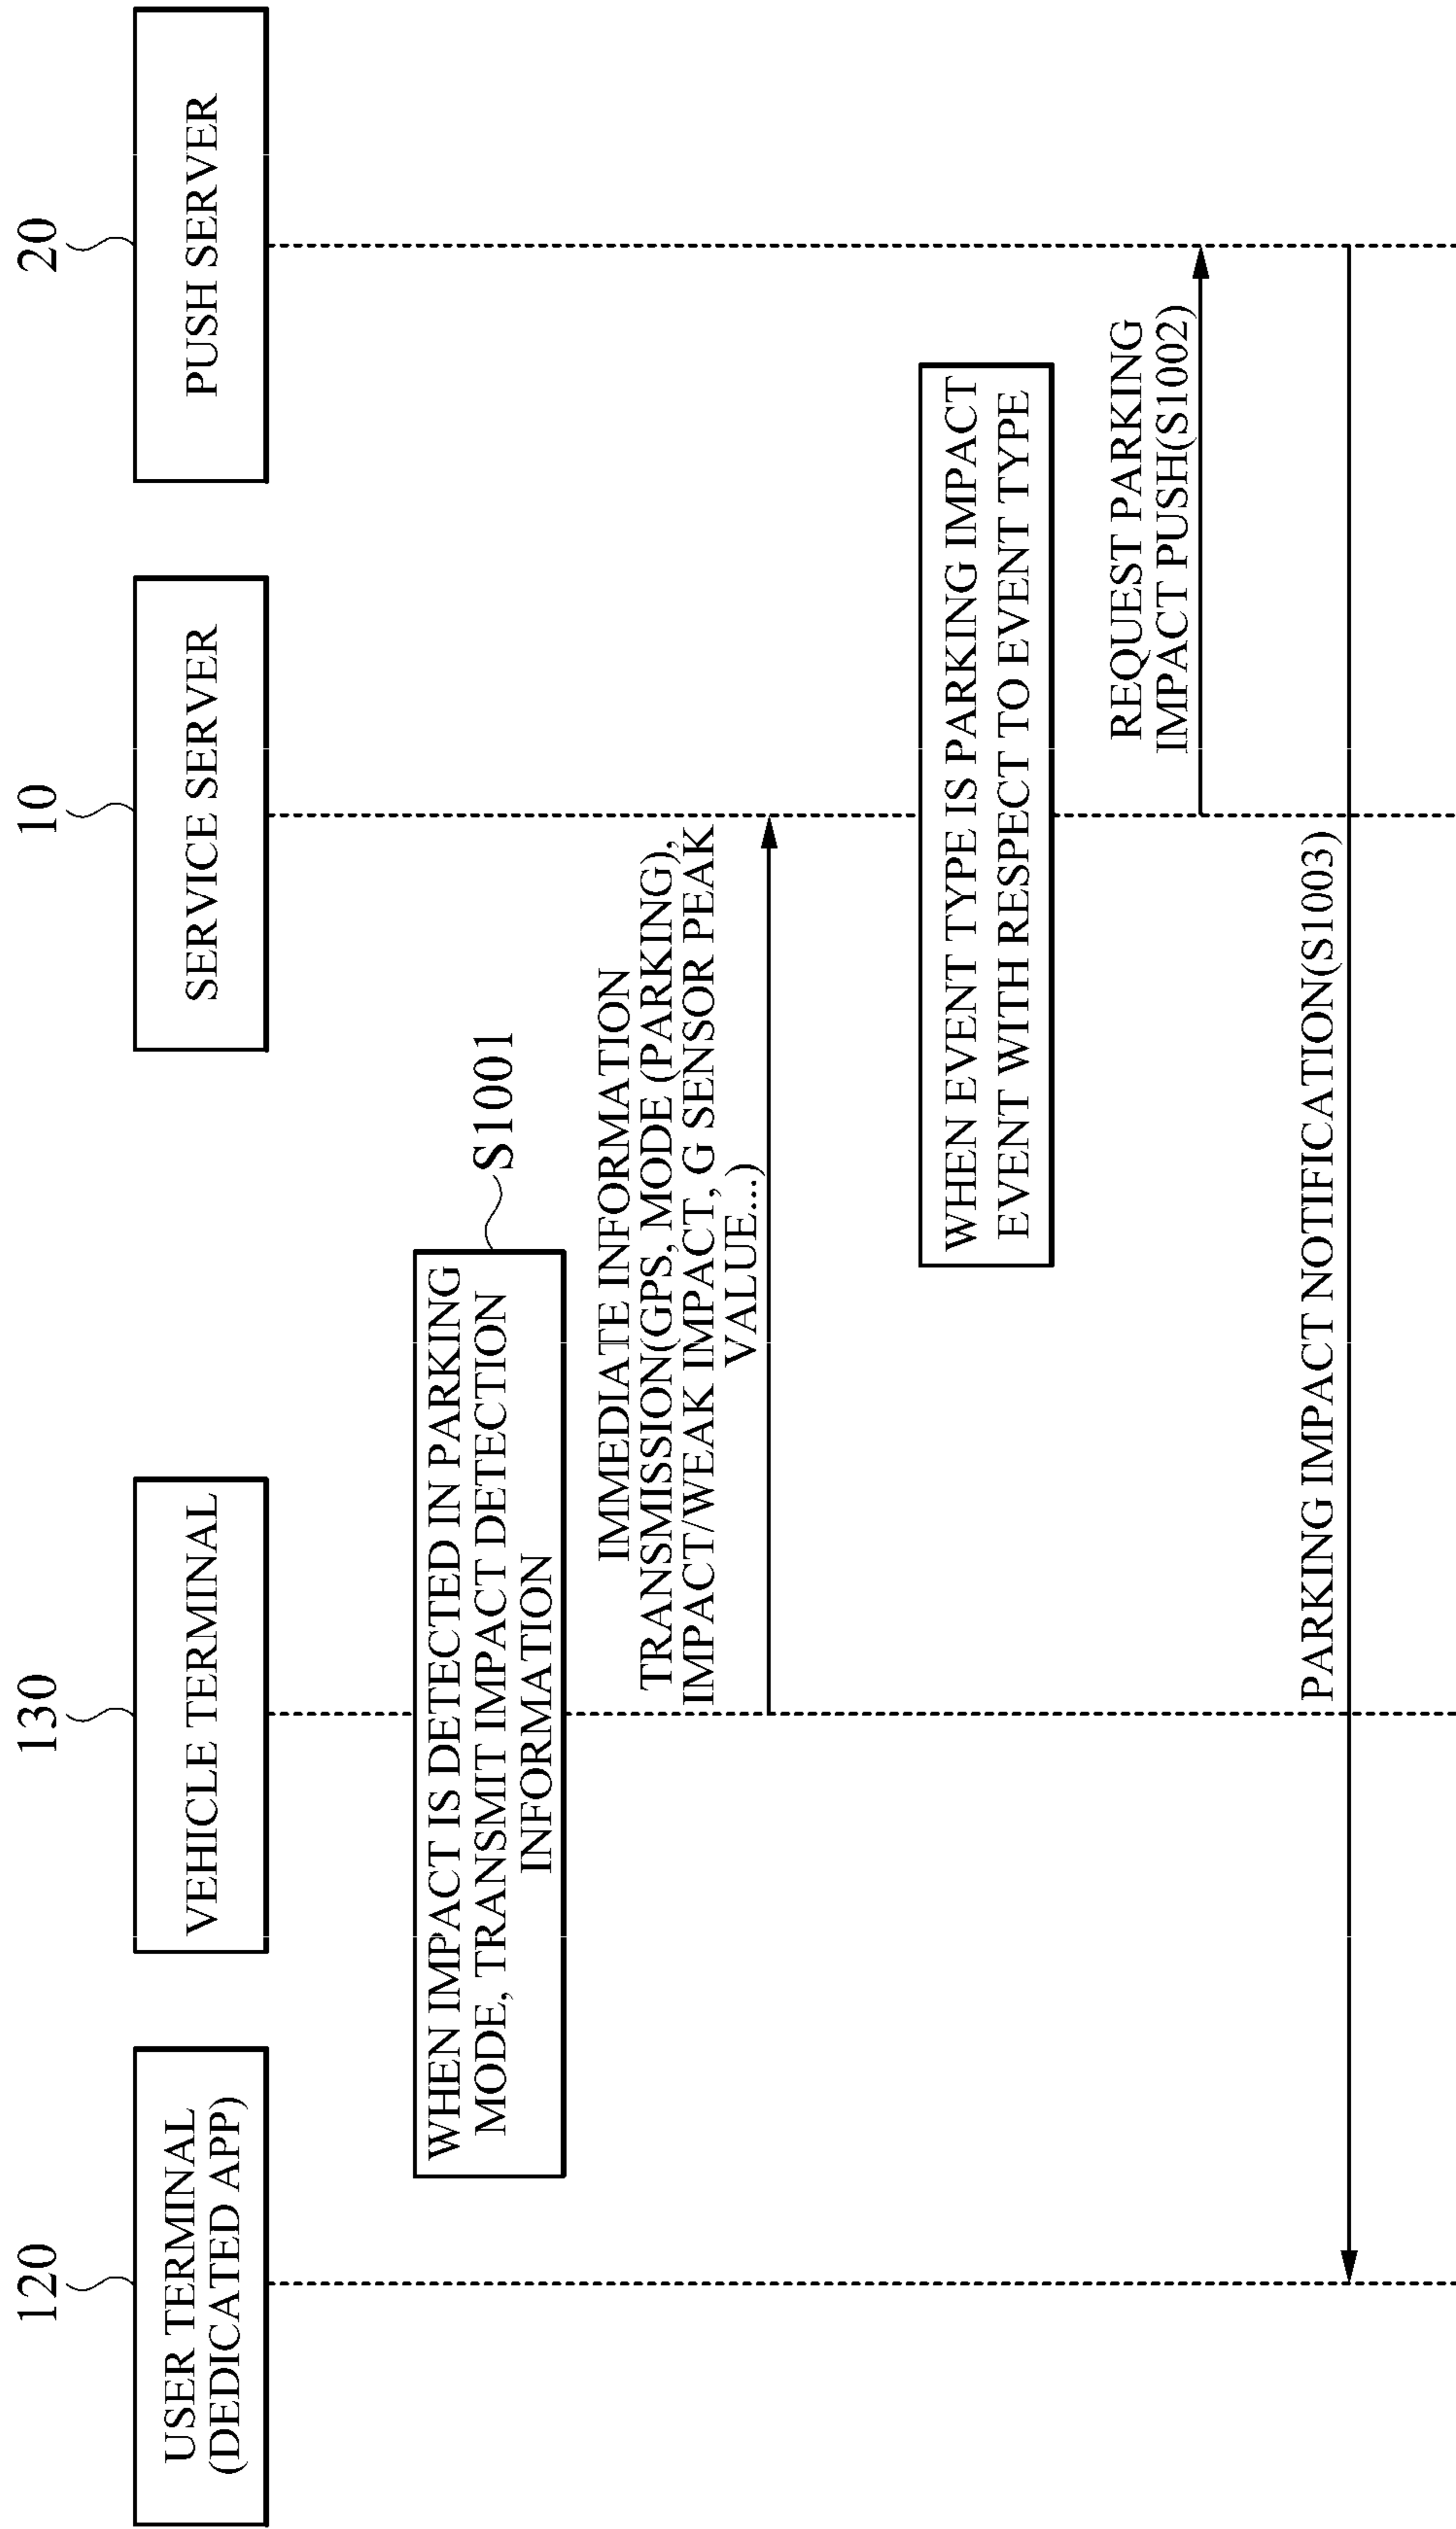 120
130
10
20
USER TERMINAL
(DEDICATED APP)
VEHICLE TERMINAL
SERVICE SERVER
PUSH SERVER
WHEN IMPACT IS DETECTED IN PARKING
MODE, TRANSMIT IMPACT DETECTION
INFORMATION
S1001
IMMEDIATE INFORMATION
TRANSMISSION(GPS, MODE (PARKING),
IMPACT/WEAK IMPACT, G SENSOR PEAK
VALUE...)
WHEN EVENT TYPE IS PARKING IMPACT
EVENT WITH RESPECT TO EVENT TYPE
REQUEST PARKING
IMPACT PUSH(S1002)
PARKING IMPACT NOTIFICATION(S1003)